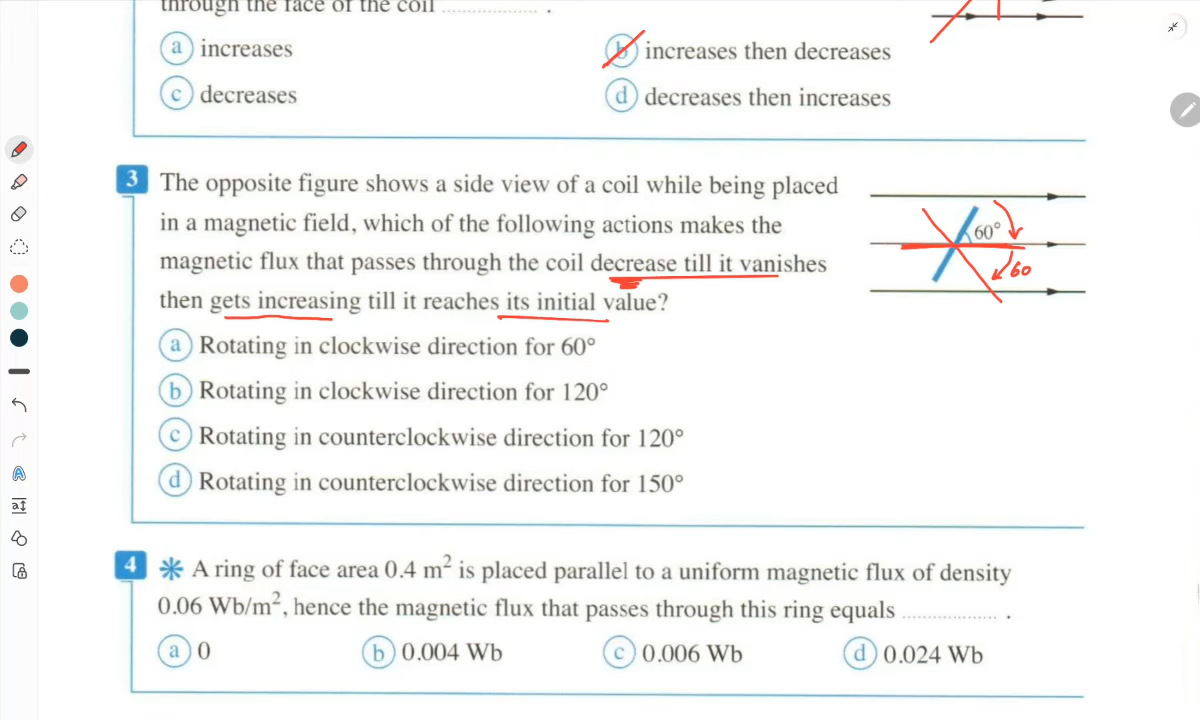 through the face of the coil .................... .
a increases
b increases then decreases
c decreases
d decreases then increases
3 The opposite figure shows a side view of a coil while being placed
in a magnetic field, which of the following actions makes the
magnetic flux that passes through the coil decrease till it vanishes
then gets increasing till it reaches its initial value?
60°
60
a Rotating in clockwise direction for 60°
b Rotating in clockwise direction for 120°
c Rotating in counterclockwise direction for 120°
d Rotating in counterclockwise direction for 150°
4 * A ring of face area 0.4 m² is placed parallel to a uniform magnetic flux of density
0.06 Wb/m², hence the magnetic flux that passes through this ring equals .................... .
a 0
b 0.004 Wb
c 0.006 Wb
d 0.024 Wb